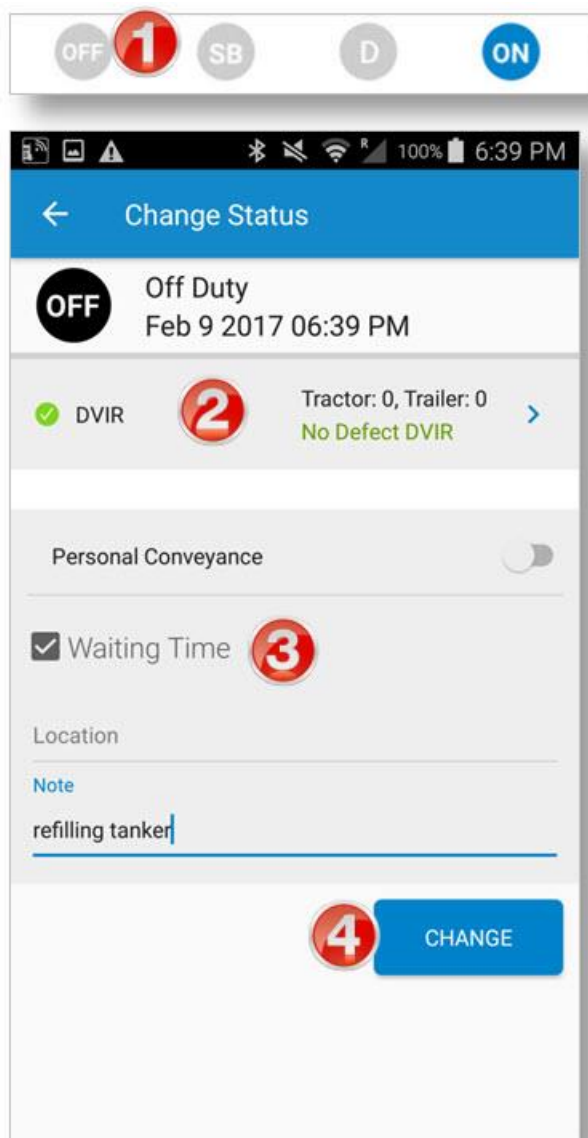 OFF 1 SB D ON
R 100% 6:39 PM
Change Status
OFF Off Duty
Feb 9 2017 06:39 PM
DVIR 2 Tractor: 0, Trailer: 0
No Defect DVIR
Personal Conveyance
Waiting Time 3
Location
Note
refilling tanker
4 CHANGE